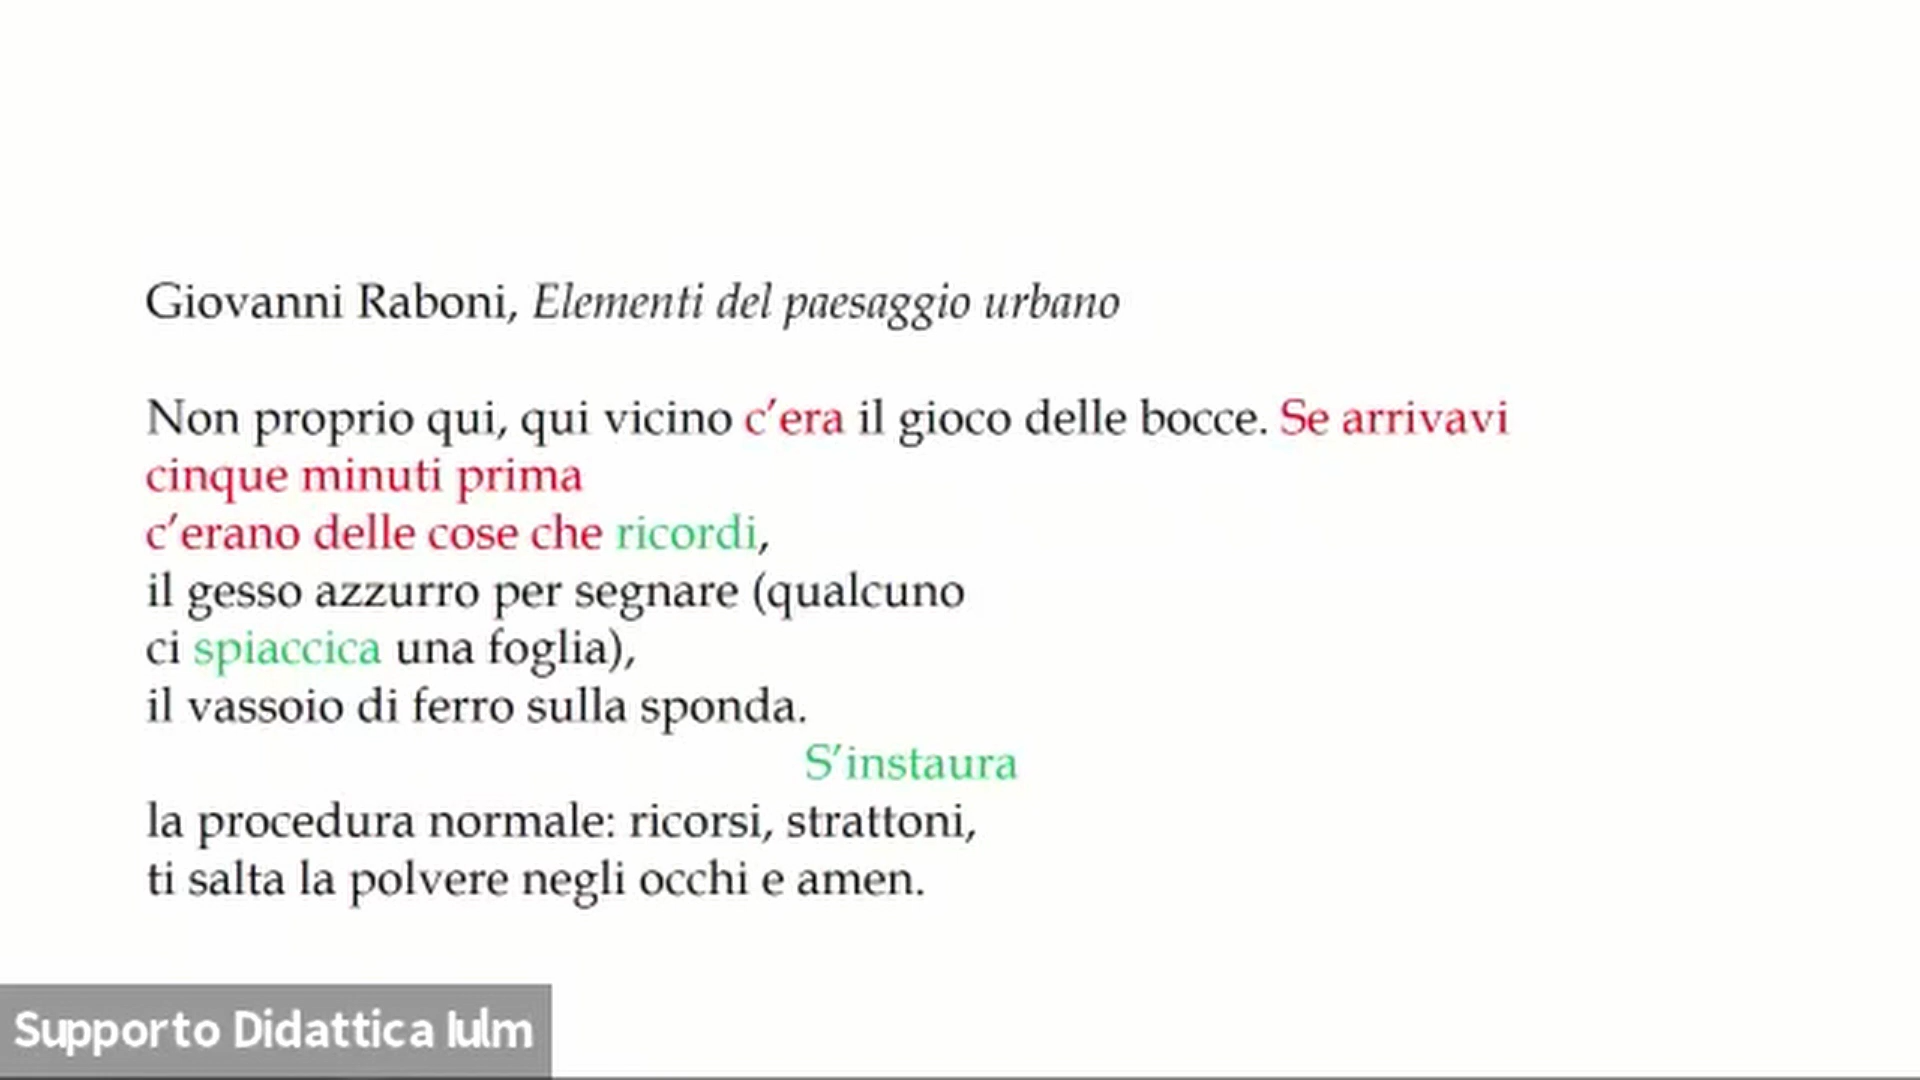 Giovanni Raboni, Elementi del paesaggio urbano
Non proprio qui, qui vicino c'era il gioco delle bocce. Se arrivavi
cinque minuti prima
c'erano delle cose che ricordi,
il gesso azzurro per segnare (qualcuno
ci spiaccica una foglia),
il vassoio di ferro sulla sponda.
S'instaura
la procedura normale: ricorsi, strattoni,
ti salta la polvere negli occhi e amen.
Supporto Didattica Iulm